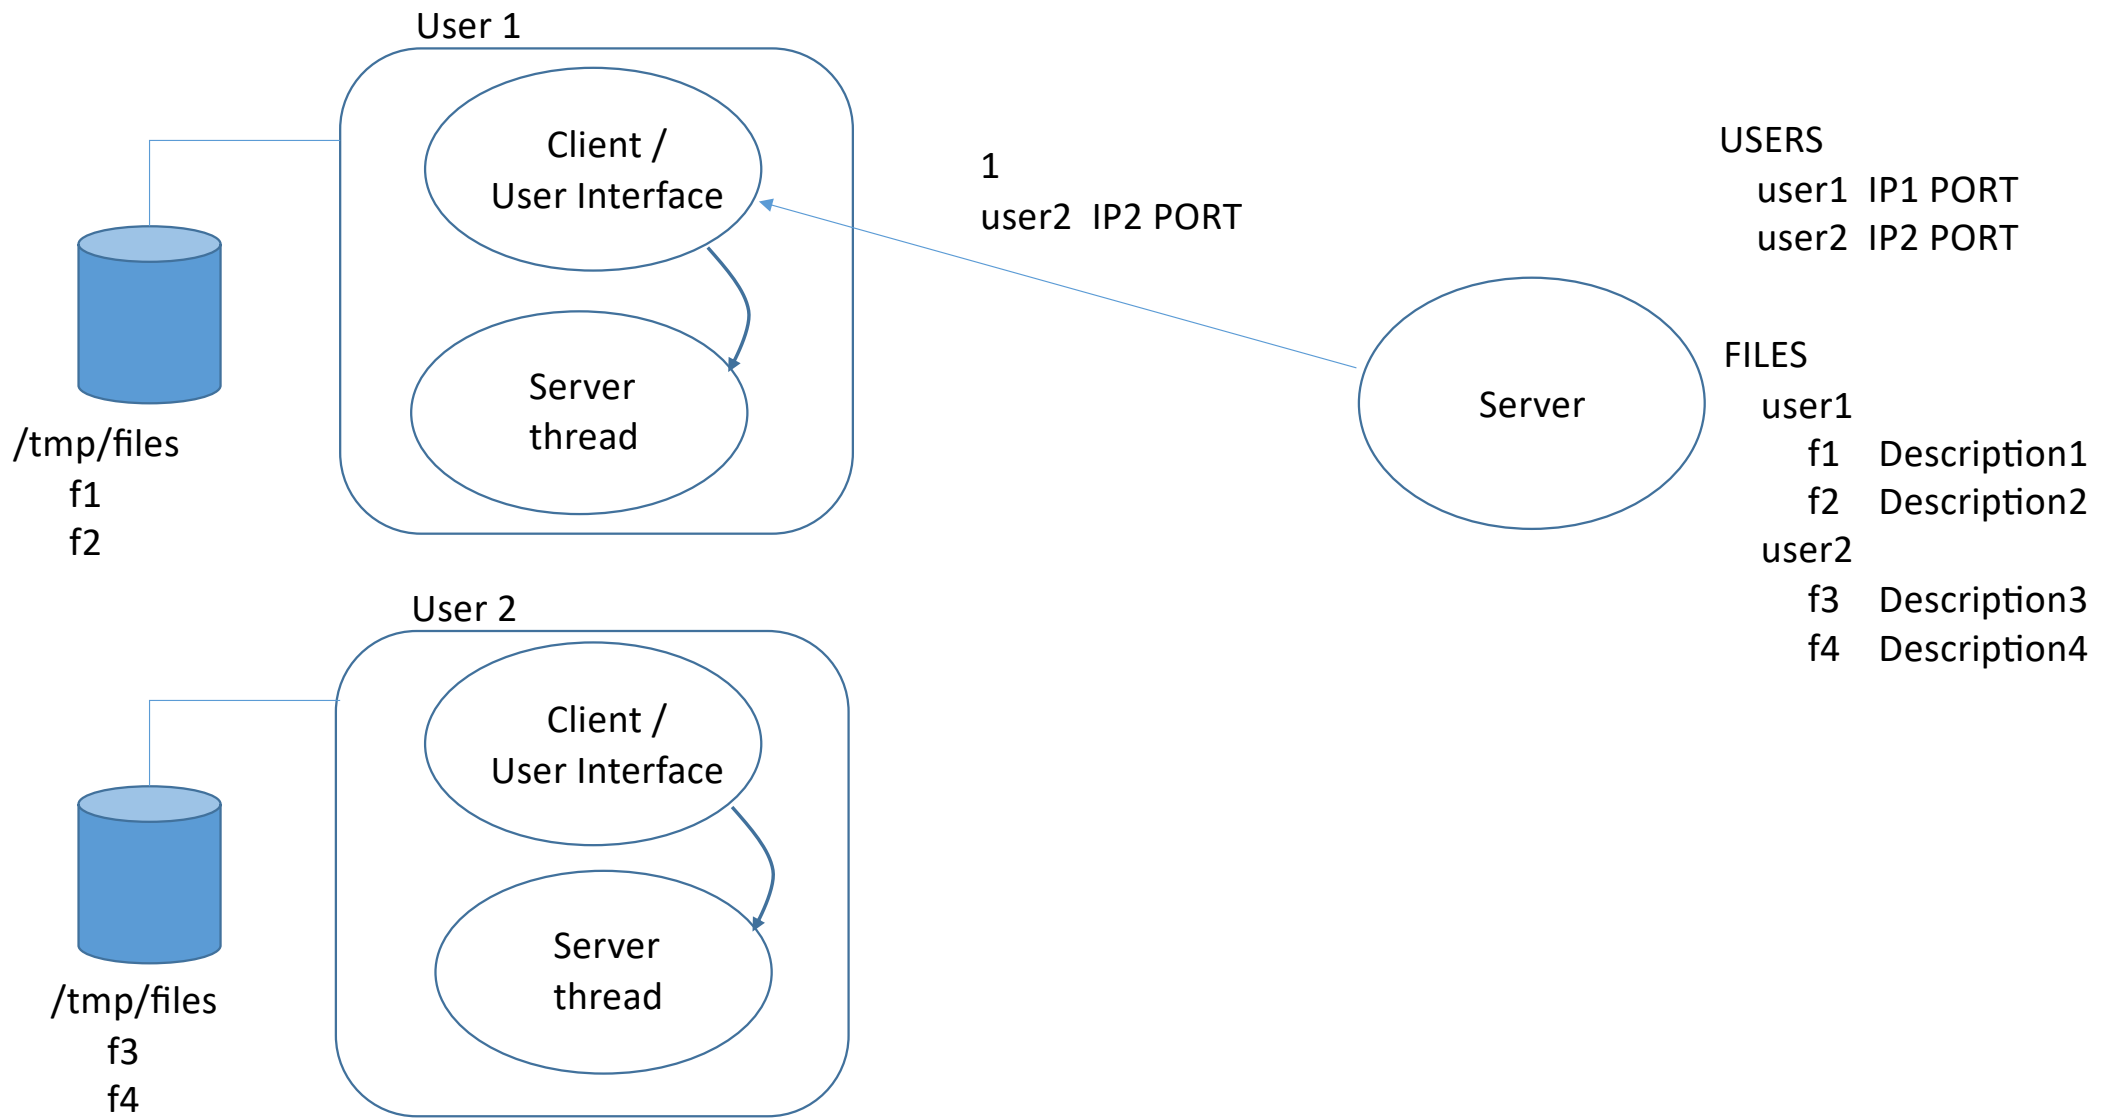 User 1
Client /
User Interface
Server
thread
/tmp/files
f1
f2
1
user2 IP2 PORT
Server
USERS
user1 IP1 PORT
user2 IP2 PORT
FILES
user1
f1 Description1
f2 Description2
user2
f3 Description3
f4 Description4
User 2
Client /
User Interface
Server
thread
/tmp/files
f3
f4